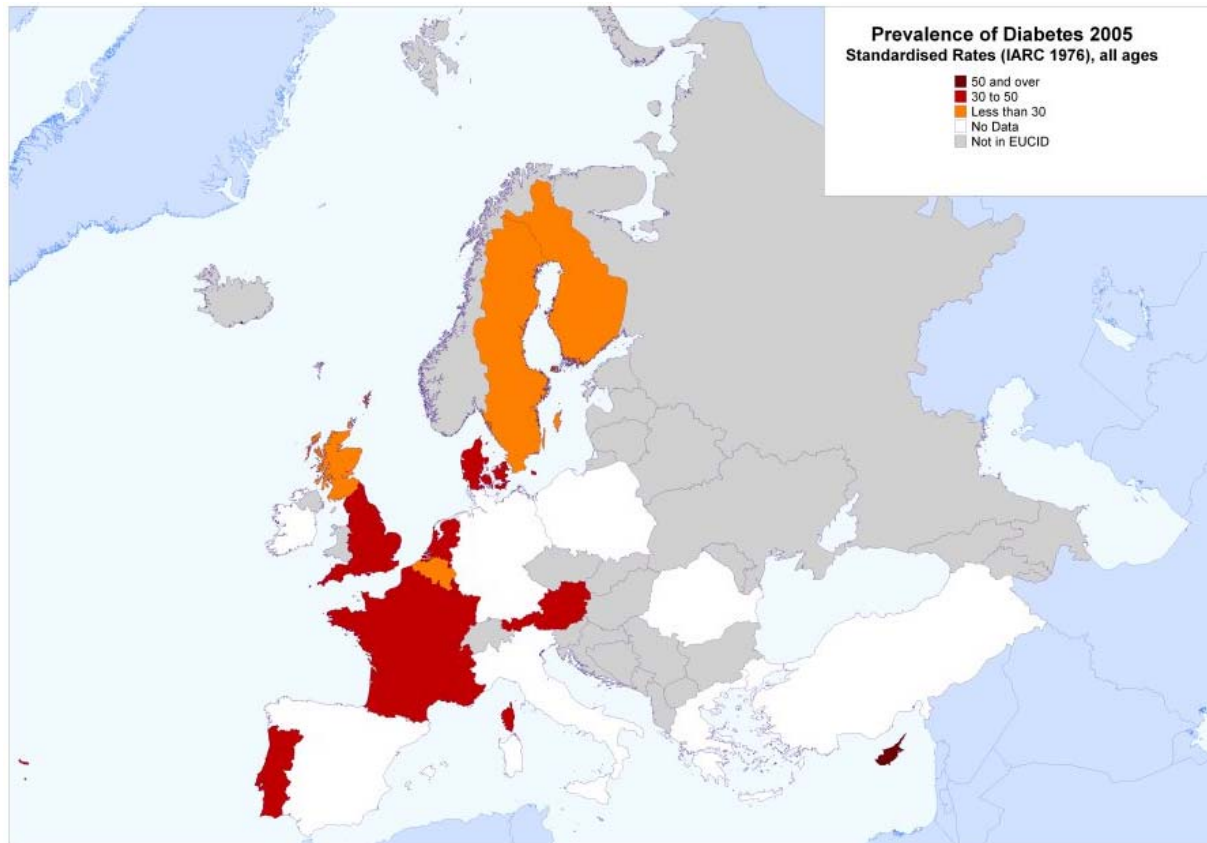 Prevalence of Diabetes 2005
Standardised Rates (IARC 1976), all ages
50 and over
30 to 50
Less than 30
No Data
Not in EUCID